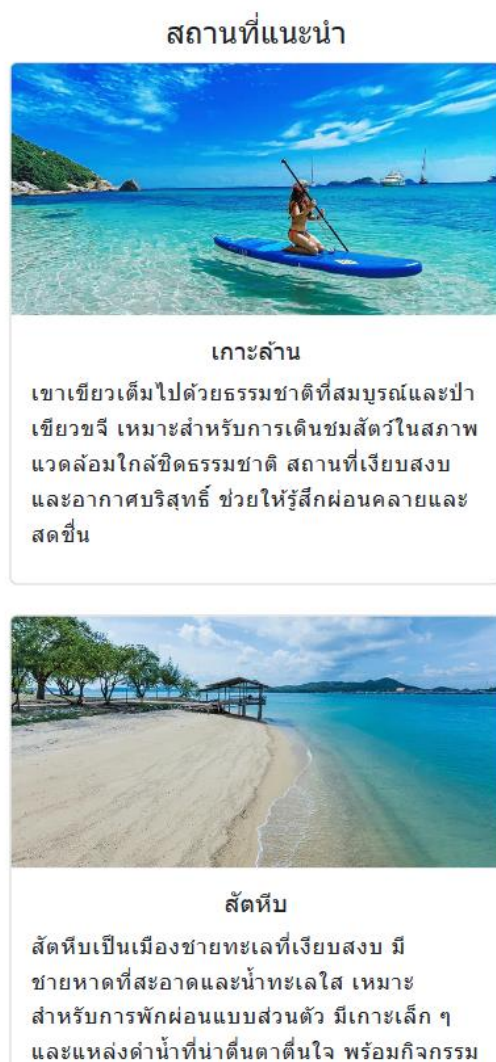 สถานที่แนะนำ
เกาะล้าน
เขาเขียวเต็มไปด้วยธรรมชาติที่สมบูรณ์และป่า
เขียวขจี เหมาะสำหรับการเดินชมสัตว์ในสภาพ
แวดล้อมใกล้ชิดธรรมชาติ สถานที่เงียบสงบ
และอากาศบริสุทธิ์ ช่วยให้รู้สึกผ่อนคลายและ
สดชื่น
สัตหีบ
สัตหีบเป็นเมืองชายทะเลที่เงียบสงบ มี
ชายหาดที่สะอาดและน้ำทะเลใส เหมาะ
สำหรับการพักผ่อนแบบส่วนตัว มีเกาะเล็ก ๆ
และแหล่งดำน้ำที่น่าตื่นตาตื่นใจ พร้อมกิจกรรม